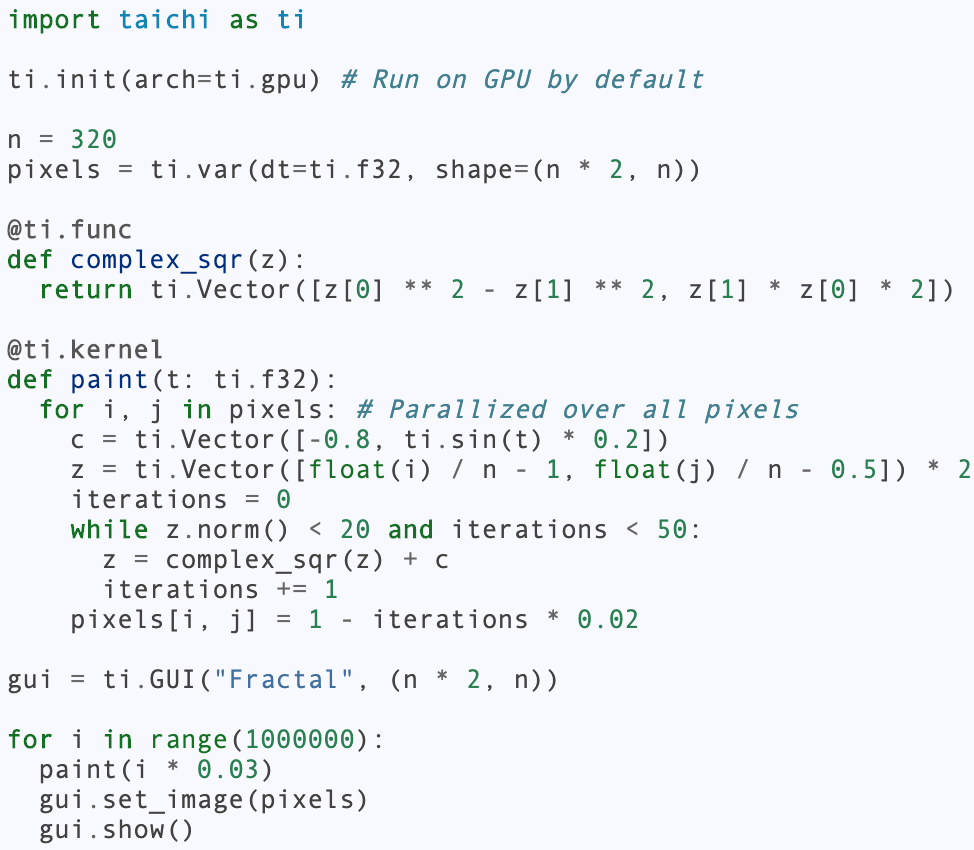 import taichi as ti

ti.init(arch=ti.gpu) # Run on GPU by default

n = 320
pixels = ti.var(dt=ti.f32, shape=(n * 2, n))

@ti.func
def complex_sqr(z):
  return ti.Vector([z[0] ** 2 - z[1] ** 2, z[1] * z[0] * 2])

@ti.kernel
def paint(t: ti.f32):
  for i, j in pixels: # Parallized over all pixels
    c = ti.Vector([-0.8, ti.sin(t) * 0.2])
    z = ti.Vector([float(i) / n - 1, float(j) / n - 0.5]) * 2
    iterations = 0
    while z.norm() < 20 and iterations < 50:
      z = complex_sqr(z) + c
      iterations += 1
    pixels[i, j] = 1 - iterations * 0.02

gui = ti.GUI("Fractal", (n * 2, n))

for i in range(1000000):
  paint(i * 0.03)
  gui.set_image(pixels)
  gui.show()